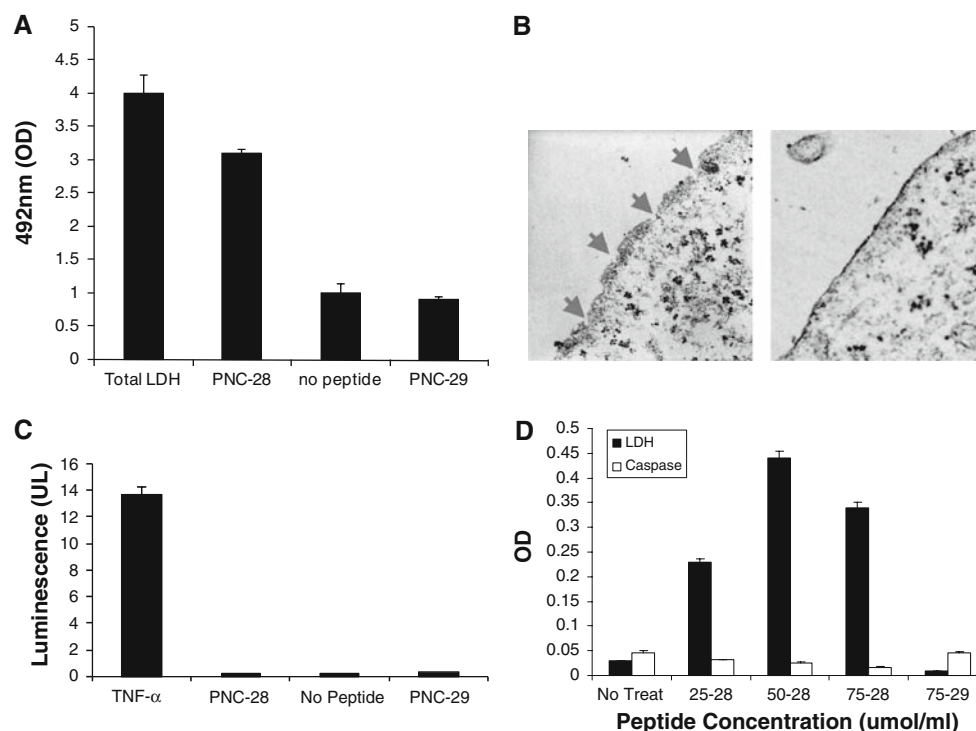 A
492nm (OD)
5
4.5
4
3.5
3
2.5
2
1.5
1
0.5
0
Total LDH PNC-28 no peptide PNC-29
B
C
Luminescence (UL)
16
14
12
10
8
6
4
2
0
TNF-α PNC-28 No Peptide PNC-29
D
OD
0.5
0.45
0.4
0.35
0.3
0.25
0.2
0.15
0.1
0.05
0
LDH
Caspase
No Treat 25-28 50-28 75-28 75-29
Peptide Concentration (umol/ml)